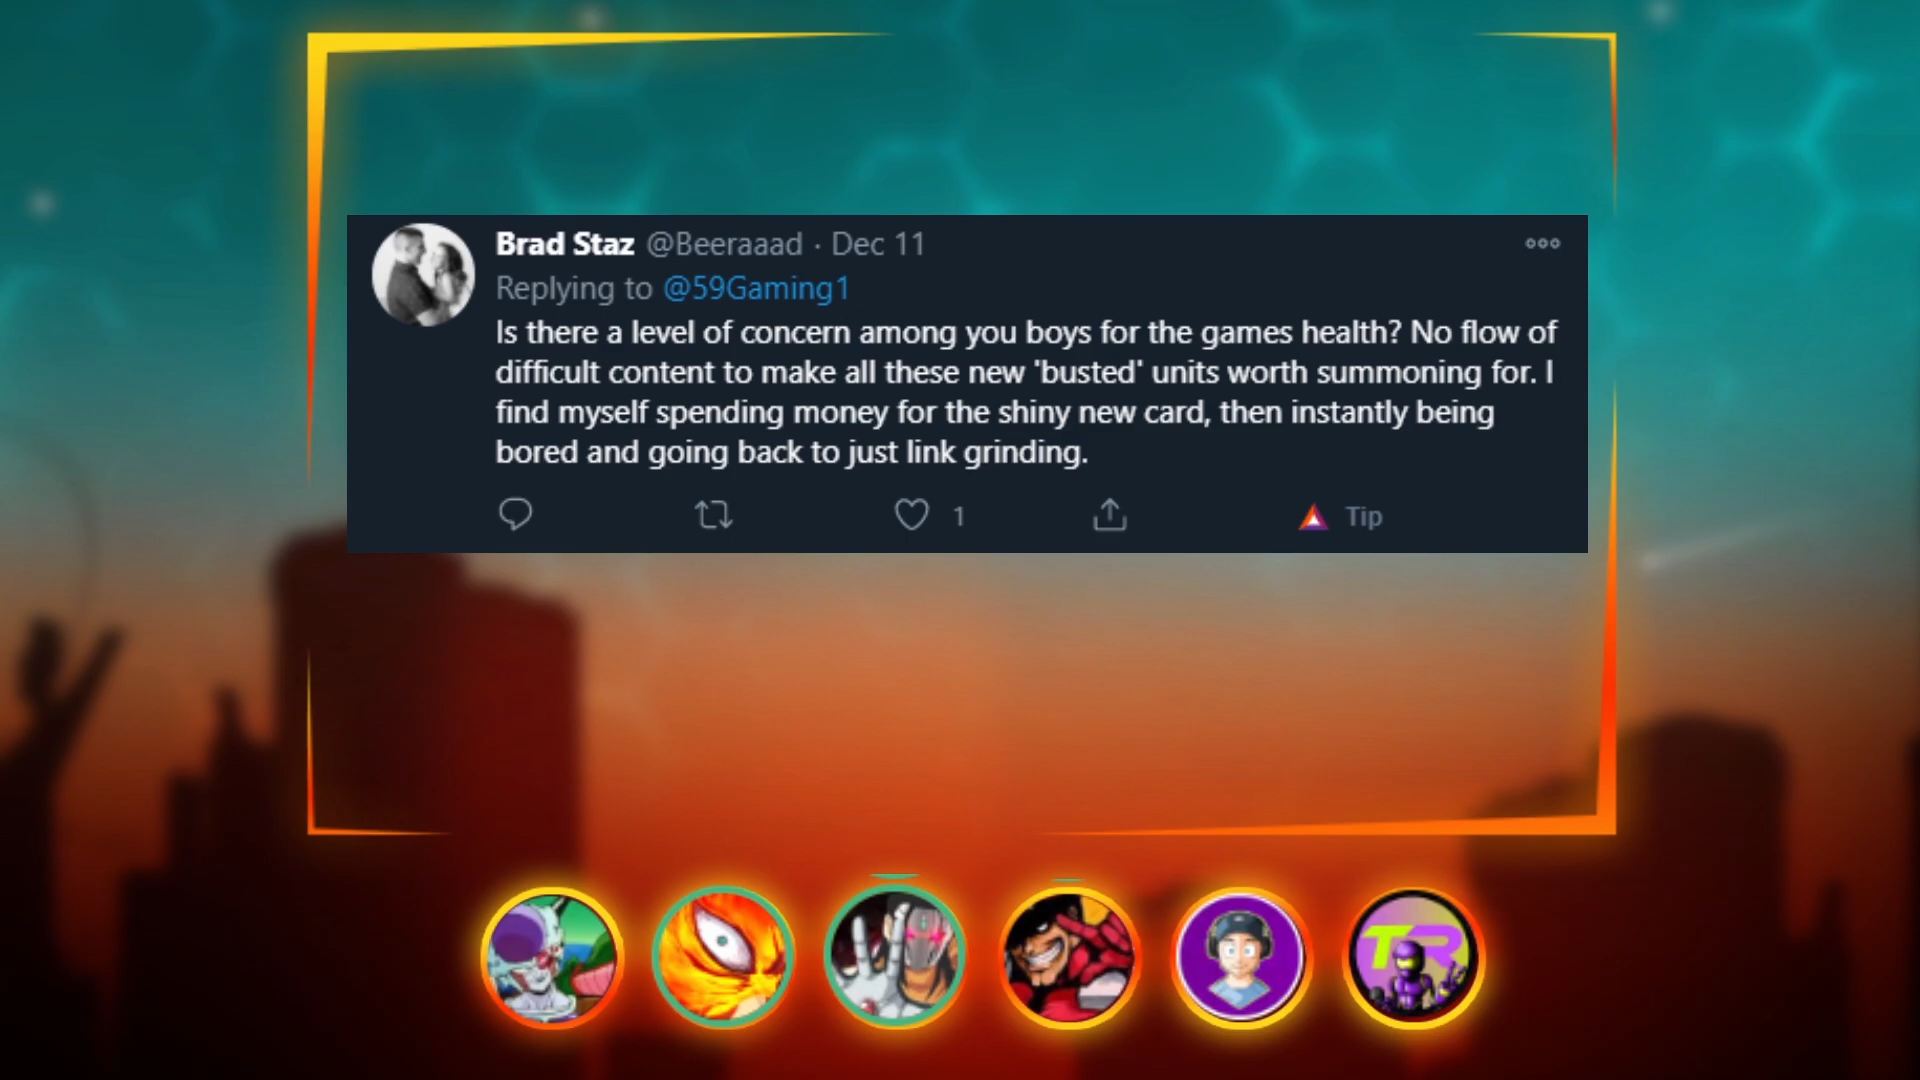 Brad Staz @Beeraaad · Dec 11
Replying to @59Gaming1
Is there a level of concern among you boys for the games health? No flow of
difficult content to make all these new 'busted' units worth summoning for. I
find myself spending money for the shiny new card, then instantly being
bored and going back to just link grinding.
1 Tip
TR